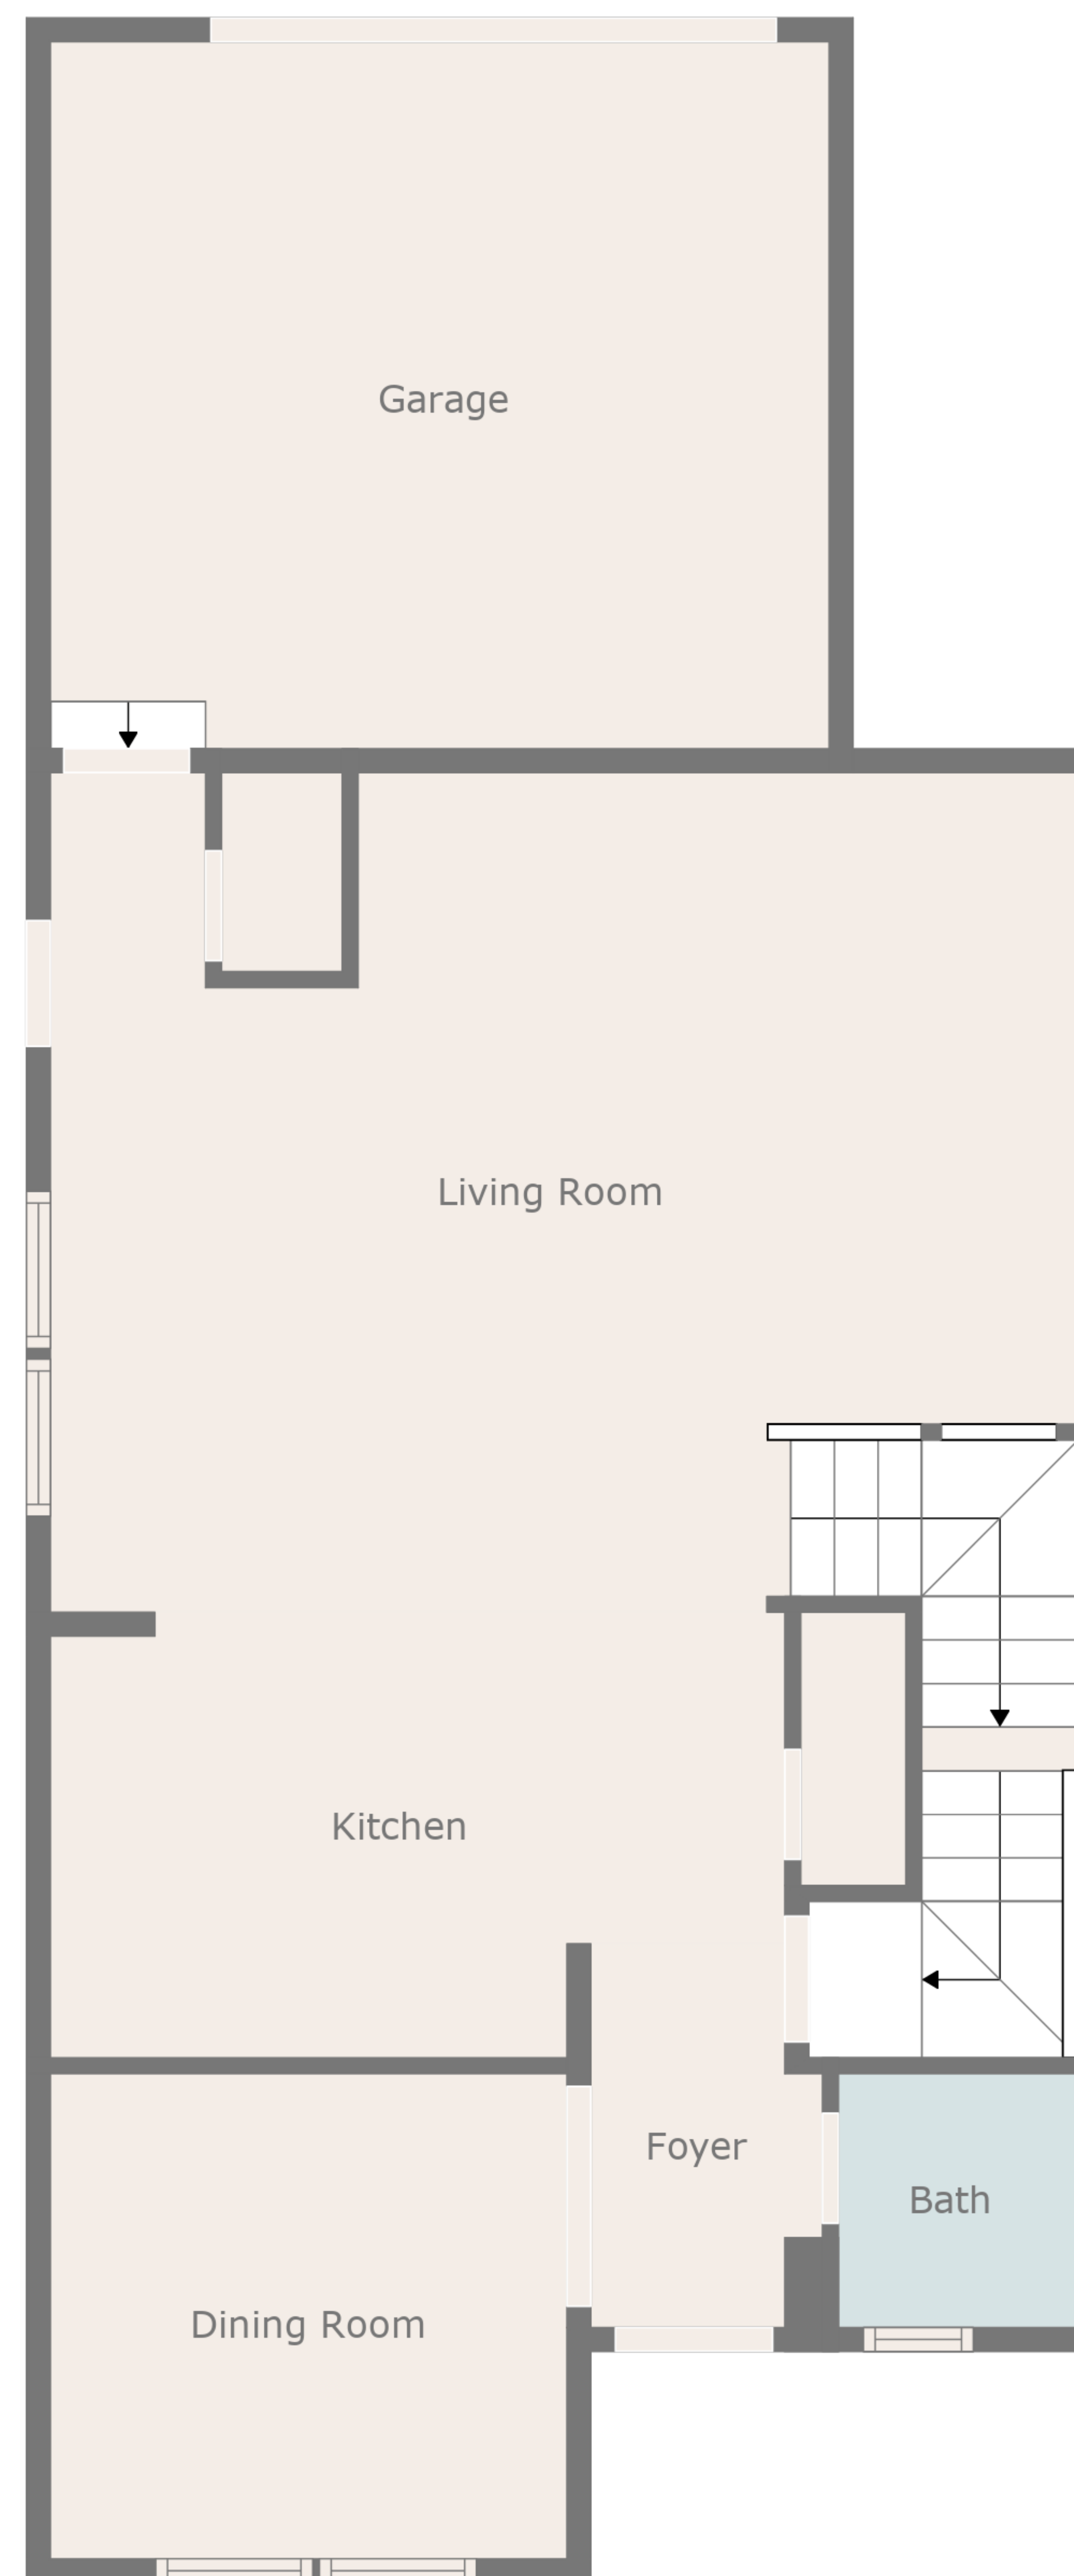 Garage
Living Room
Kitchen
Foyer
Bath
Dining Room